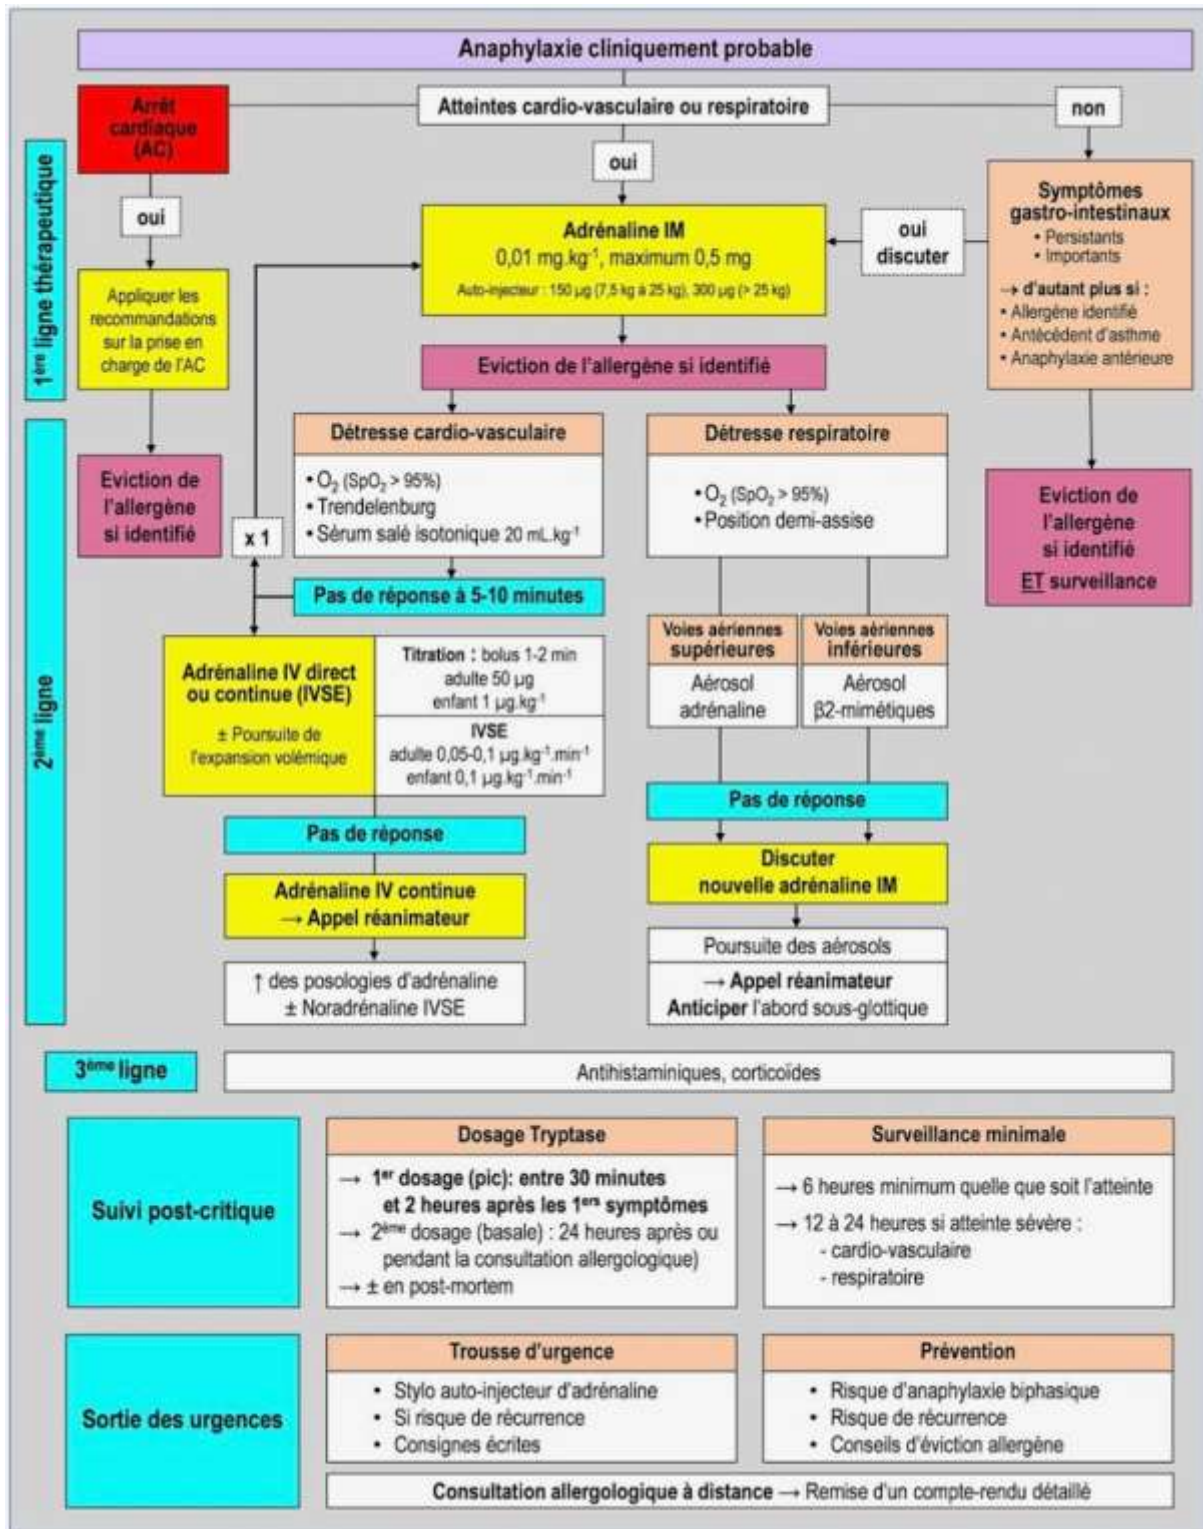 Anaphylaxie cliniquement probable
Arrêt
cardiaque
(AC)
Atteintes cardio-vasculaire ou respiratoire
non
oui
oui
1ère ligne thérapeutique
Symptômes
gastro-intestinaux
• Persistants
• Importants
→ d'autant plus si :
• Allergène identifié
• Antécédent d'asthme
• Anaphylaxie antérieure
oui
discuter
Adrénaline IM
0,01 mg.kg⁻¹, maximum 0,5 mg
Auto-injecteur : 150 µg (7,5 kg à 25 kg), 300 µg (> 25 kg)
Appliquer les
recommandations
sur la prise en
charge de l'AC
Eviction de l'allergène si identifié
2ème ligne
Eviction de
l'allergène
si identifié
x 1
Détresse cardio-vasculaire
• O₂ (SpO₂ > 95%)
• Trendelenburg
• Sérum salé isotonique 20 mL.kg⁻¹
Pas de réponse à 5-10 minutes
Détresse respiratoire
• O₂ (SpO₂ > 95%)
• Position demi-assise
Eviction de
l'allergène
si identifié
ET surveillance
Adrénaline IV direct
ou continue (IVSE)
± Poursuite de
l'expansion volémique
Titration : bolus 1-2 min
adulte 50 µg
enfant 1 µg.kg⁻¹
IVSE
adulte 0,05-0,1 µg.kg⁻¹.min⁻¹
enfant 0,1 µg.kg⁻¹.min⁻¹
Voies aériennes
supérieures
Aérosol
adrénaline
Voies aériennes
inférieures
Aérosol
β2-mimétiques
Pas de réponse
Pas de réponse
Adrénaline IV continue
→ Appel réanimateur
Discuter
nouvelle adrénaline IM
↑ des posologies d'adrénaline
± Noradrénaline IVSE
Poursuite des aérosols
→ Appel réanimateur
Anticiper l'abord sous-glottique
3ème ligne
Antihistaminiques, corticoïdes
Suivi post-critique
Dosage Tryptase
→ 1er dosage (pic): entre 30 minutes
et 2 heures après les 1ers symptômes
→ 2ème dosage (basale) : 24 heures après ou
pendant la consultation allergologique)
→ ± en post-mortem
Surveillance minimale
→ 6 heures minimum quelle que soit l'atteinte
→ 12 à 24 heures si atteinte sévère :
- cardio-vasculaire
- respiratoire
Sortie des urgences
Trousse d'urgence
• Stylo auto-injecteur d'adrénaline
• Si risque de récurrence
• Consignes écrites
Prévention
• Risque d'anaphylaxie biphasique
• Risque de récurrence
• Conseils d'éviction allergène
Consultation allergologique à distance → Remise d'un compte-rendu détaillé